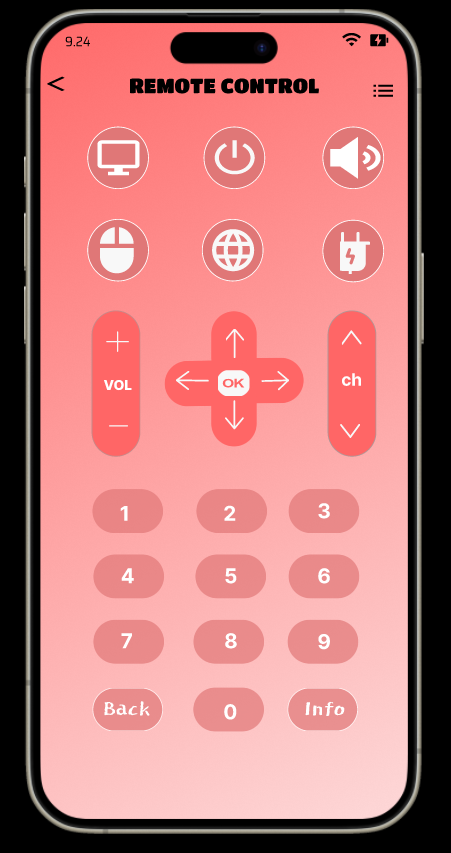 9.24
REMOTE CONTROL
VOL
OK
ch
1 2 3
4 5 6
7 8 9
Back 0 Info